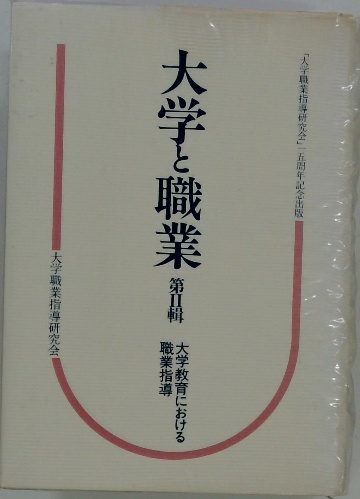 「大学職業指導研究会」一五周年記念出版
大学と職業
第II輯
大学教育における
職業指導
大学職業指導研究会